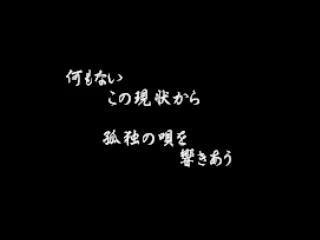 何もない
この現状から
孤独の唄を
響きあう